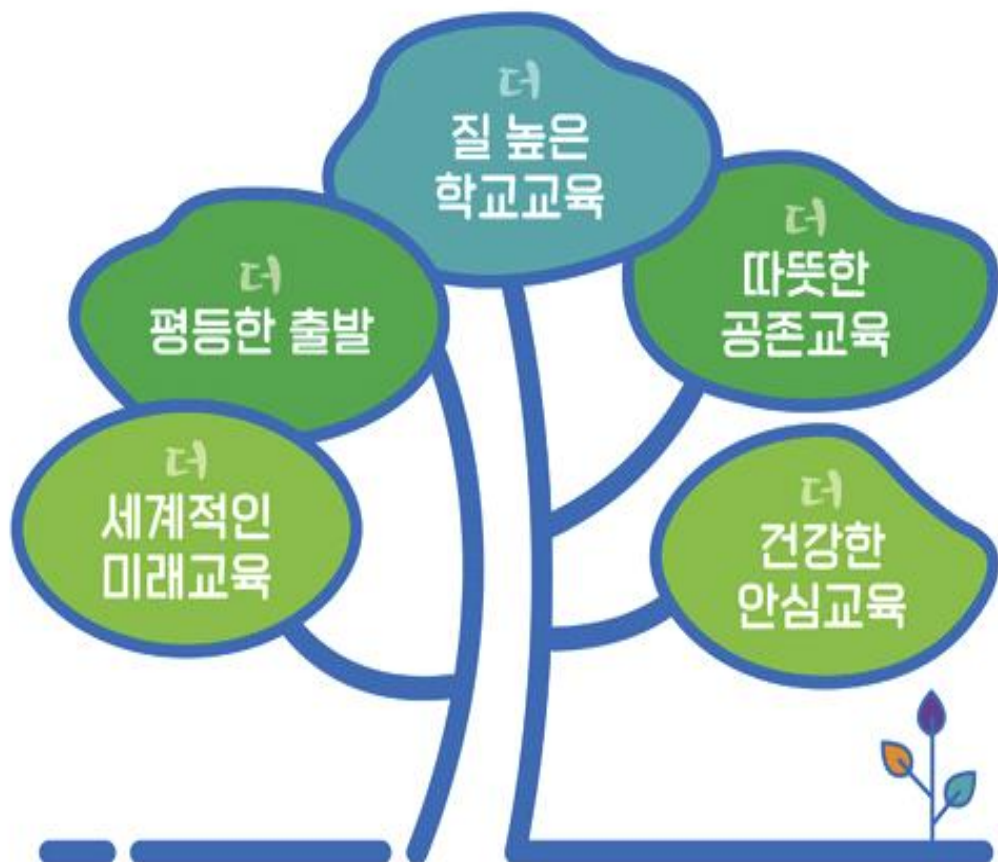 더
질 높은
학교교육
더
평등한 출발
더
따뜻한
공존교육
더
세계적인
미래교육
더
건강한
안심교육